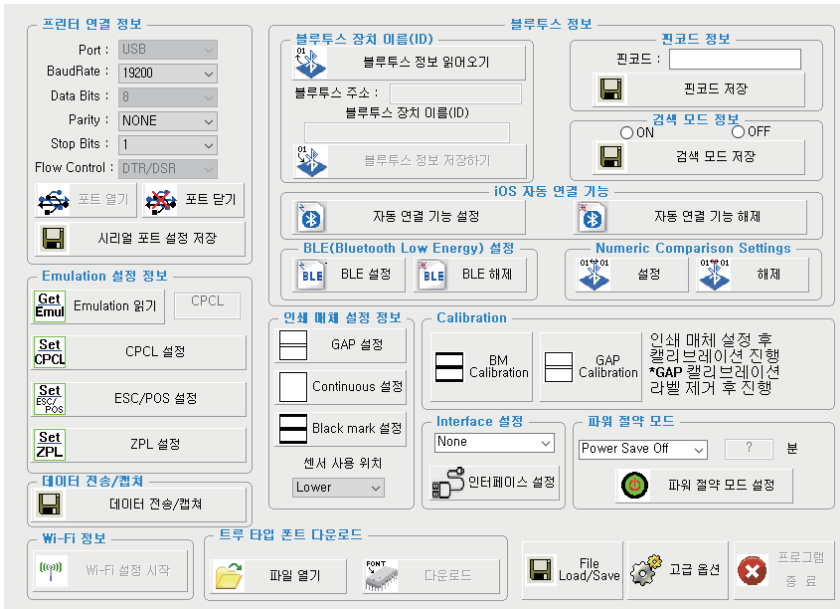 프린터 연결 정보
Port :
USB
BaudRate :
19200
Data Bits :
8
Parity :
NONE
Stop Bits :
1
Flow Control :
DTR/DSR
포트 열기
포트 닫기
시리얼 포트 설정 저장
Emulation 설정 정보
Get
Emul
Emulation 읽기
CPCL
Set
CPCL
CPCL 설정
Set
ESC/
POS
ESC/POS 설정
Set
ZPL
ZPL 설정
데이터 전송/캡쳐
데이터 전송/캡쳐
블루투스 정보
블루투스 장치 이름(ID)
01
블루투스 정보 읽어오기
블루투스 주소 :
블루투스 장치 이름(ID)
01
블루투스 정보 저장하기
핀코드 정보
핀코드 :
핀코드 저장
검색 모드 정보
ON
OFF
검색 모드 저장
iOS 자동 연결 기능
자동 연결 기능 설정
자동 연결 기능 해제
BLE(Bluetooth Low Energy) 설정
BLE
BLE 설정
BLE
BLE 해제
Numeric Comparison Settings
01 01
설정
01 01
해제
인쇄 매체 설정 정보
GAP 설정
Continuous 설정
Black mark 설정
센서 사용 위치
Lower
Calibration
BM
Calibration
GAP
Calibration
인쇄 매체 설정 후
캘리브레이션 진행
*GAP 캘리브레이션
라벨 제거 후 진행
Interface 설정
None
인터페이스 설정
파워 절약 모드
Power Save Off
?
분
파워 절약 모드 설정
Wi-Fi 정보
Wi-Fi 설정 시작
트루 타입 폰트 다운로드
파일 열기
FONT
다운로드
File
Load/Save
고급 옵션
프로그램
종 료